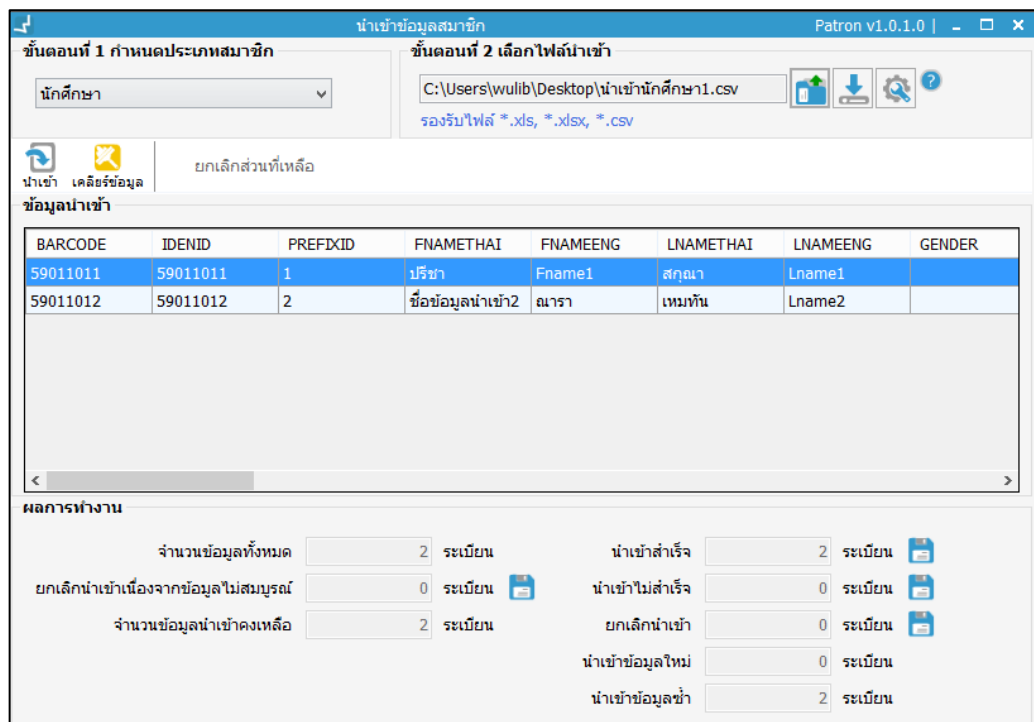 นำเข้าข้อมูลสมาชิก Patron v1.0.1.0 |
ขั้นตอนที่ 1 กำหนดประเภทสมาชิก
นักศึกษา
ขั้นตอนที่ 2 เลือกไฟล์นำเข้า
C:\Users\wulib\Desktop\นำเข้านักศึกษา1.csv
รองรับไฟล์ *.xls, *.xlsx, *.csv
นำเข้า เคลียร์ข้อมูล ยกเลิกส่วนที่เหลือ
ข้อมูลนำเข้า
BARCODE IDENID PREFIXID FNAMETHAI FNAMEENG LNAMETHAI LNAMEENG GENDER
59011011 59011011 1 ปรีชา Fname1 สกุณา Lname1
59011012 59011012 2 ชื่อข้อมูลนำเข้า2 ณารา เหมทัน Lname2
ผลการทำงาน
จำนวนข้อมูลทั้งหมด 2 ระเบียน นำเข้าสำเร็จ 2 ระเบียน
ยกเลิกนำเข้าเนื่องจากข้อมูลไม่สมบูรณ์ 0 ระเบียน นำเข้าไม่สำเร็จ 0 ระเบียน
จำนวนข้อมูลนำเข้าคงเหลือ 2 ระเบียน ยกเลิกนำเข้า 0 ระเบียน
นำเข้าข้อมูลใหม่ 0 ระเบียน
นำเข้าข้อมูลซ้ำ 2 ระเบียน